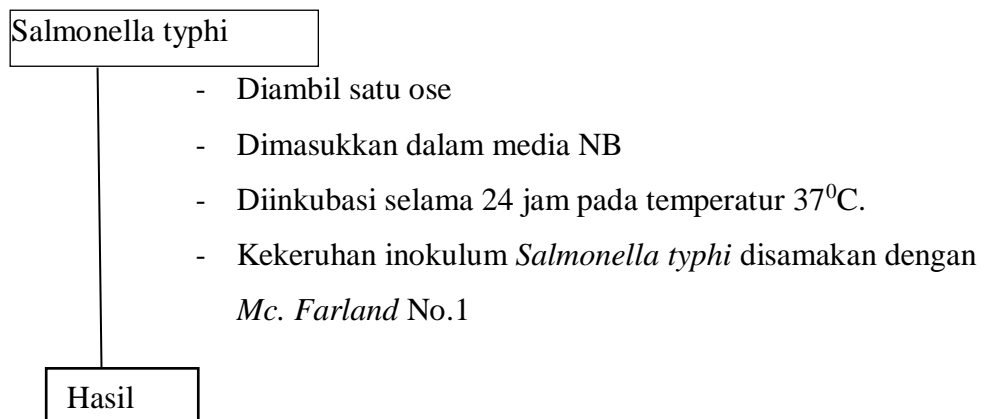 Salmonella typhi
- Diambil satu ose
- Dimasukkan dalam media NB
- Diinkubasi selama 24 jam pada temperatur 37⁰C.
- Kekeruhan inokulum Salmonella typhi disamakan dengan
Mc. Farland No.1
Hasil